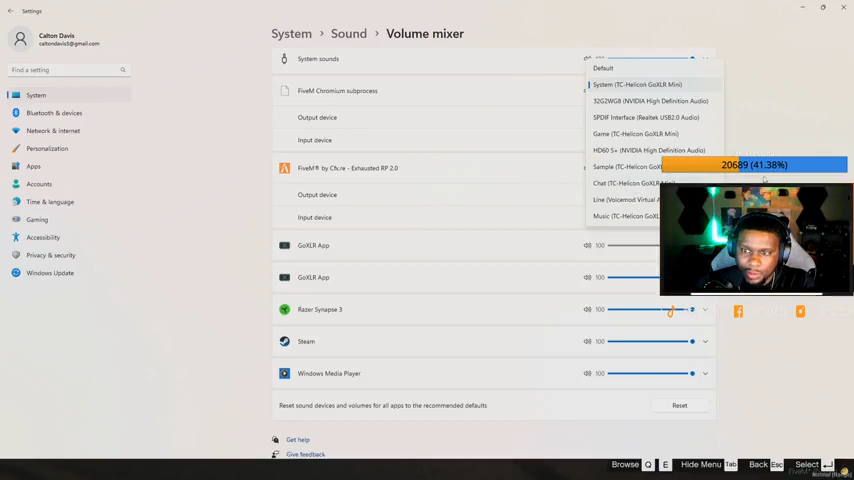 Settings
Calton Davis
caltondavis5@gmail.com
Find a setting
System
Bluetooth & devices
Network & internet
Personalization
Apps
Accounts
Time & language
Gaming
Accessibility
Privacy & security
Windows Update
System > Sound > Volume mixer
System sounds
FiveM Chromium subprocess
Output device
Input device
FiveM® by Cfx.re - Exhausted RP 2.0
Output device
Input device
GoXLR App 100
GoXLR App 100
Razer Synapse 3 100
Steam 100
Windows Media Player 100
Default
System (TC-Helicon GoXLR Mini)
32G2WG8 (NVIDIA High Definition Audio)
SPDIF Interface (Realtek USB2.0 Audio)
Game (TC-Helicon GoXLR Mini)
HD60 S+ (NVIDIA High Definition Audio)
Sample (TC-Helicon GoXL
Chat (TC-Helicon GoXLR Mini)
Line (Voicemod Virtual A
Music (TC-Helicon GoXL
20689 (41.38%)
Reset sound devices and volumes for all apps to the recommended defaults
Reset
Get help
Give feedback
Browse Q E Hide Menu Tab Back Esc Select